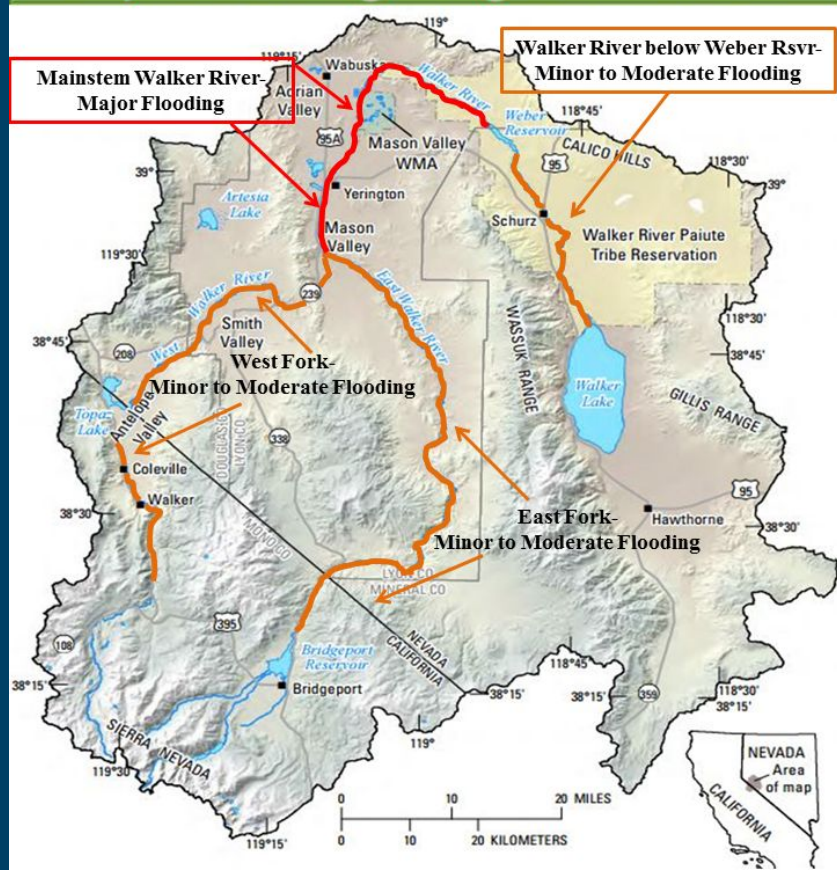 119°
119°15'
Wabuska
Adrian
Valley
Mainstem Walker River-
Major Flooding
Walker River below Weber Rsvr-
Minor to Moderate Flooding
Walker River
Weber
Reservoir
118°45'
95A
Mason Valley
WMA
95
CALICO HILLS
118°30'
39°
39°
Artesia
Lake
Yerington
Mason
Valley
Schurz
Walker River Paiute
Tribe Reservation
119°30'
West Walker River
239
East Walker River
Smith
Valley
38°45'
208
118°30'
38°45'
West Fork-
Minor to Moderate Flooding
WASSUK RANGE
Walker
Lake
GILLIS RANGE
Topaz
Lake
Antelope
Valley
DOUGLAS CO
LYON CO
338
Coleville
Walker
38°30'
95
Hawthorne
38°30'
East Fork-
Minor to Moderate Flooding
MONO CO
LYON CO
MINERAL CO
395
108
NEVADA
CALIFORNIA
Bridgeport
Reservoir
118°45'
38°15'
Bridgeport
38°15'
38°15'
118°30'
38°15'
359
SIERRA NEVADA
119°30'
119°
119°15'
0 10 20 MILES
0 10 20 KILOMETERS
NEVADA
Area
of map
CALIFORNIA